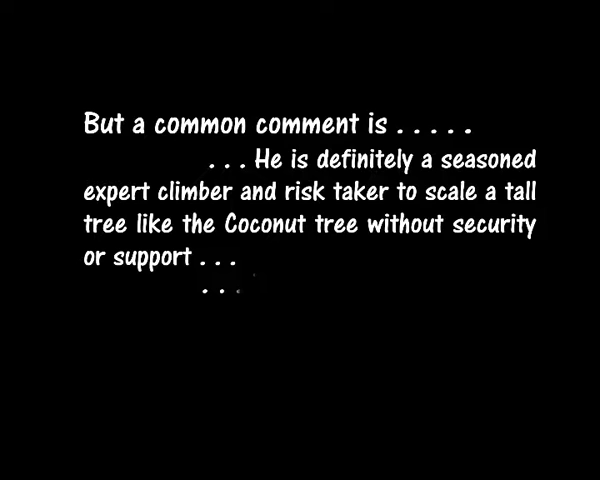 But a common comment is . . . . .
. . . He is definitely a seasoned
expert climber and risk taker to scale a tall
tree like the Coconut tree without security
or support . . .
. . .